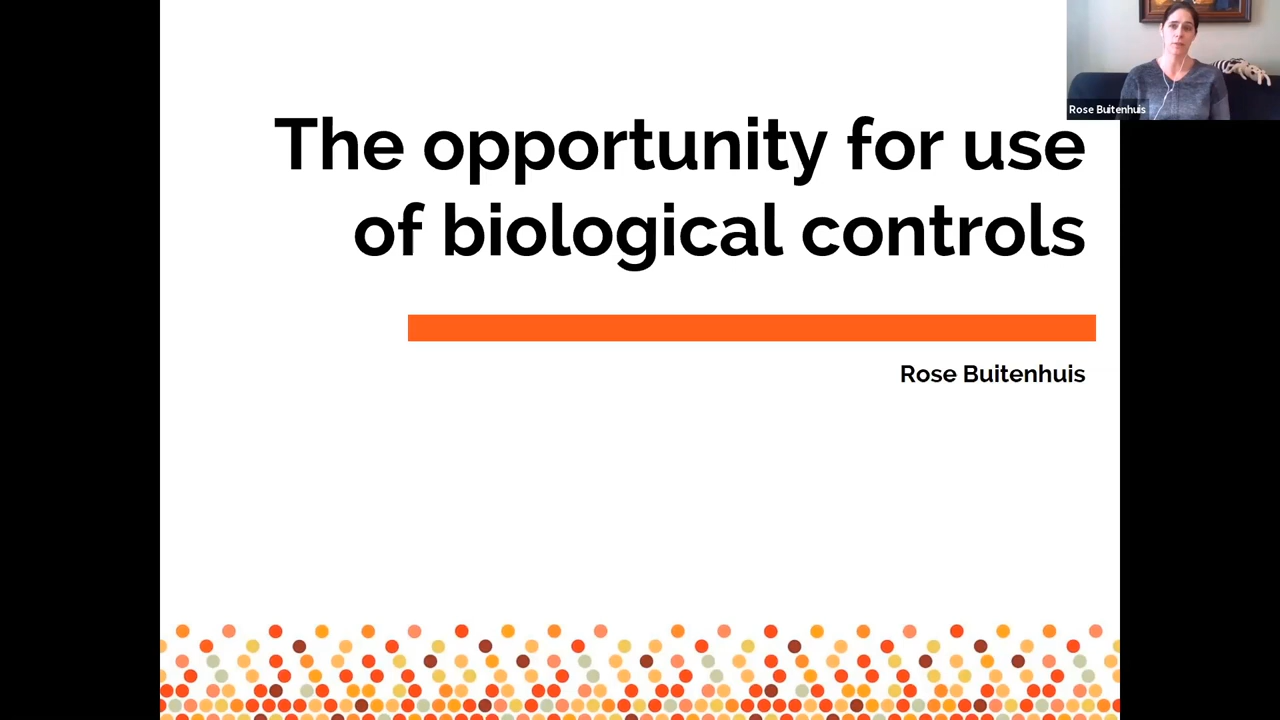 Rose Buitenhuis
The opportunity for use
of biological controls
Rose Buitenhuis